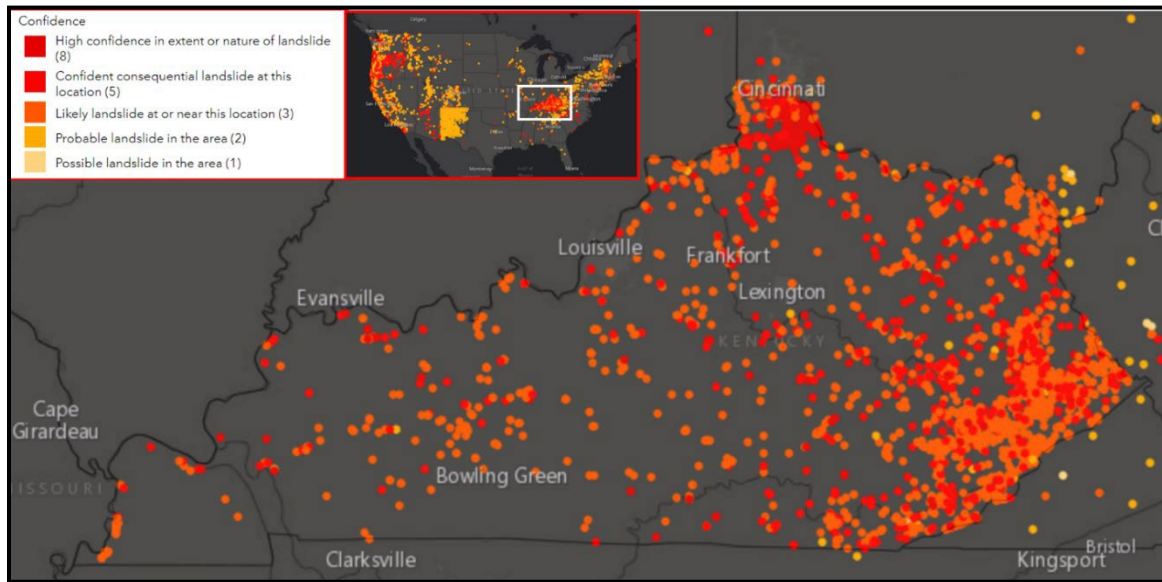 Confidence
High confidence in extent or nature of landslide
(8)
Confident consequential landslide at this
location (5)
Likely landslide at or near this location (3)
Probable landslide in the area (2)
Possible landslide in the area (1)
Calgary
Monterrey
Cincinnati
Louisville
Frankfort
Evansville
Lexington
KENTUCKY
Cape
Girardeau
Bowling Green
ISSOURI
Clarksville
Bristol
Kingsport